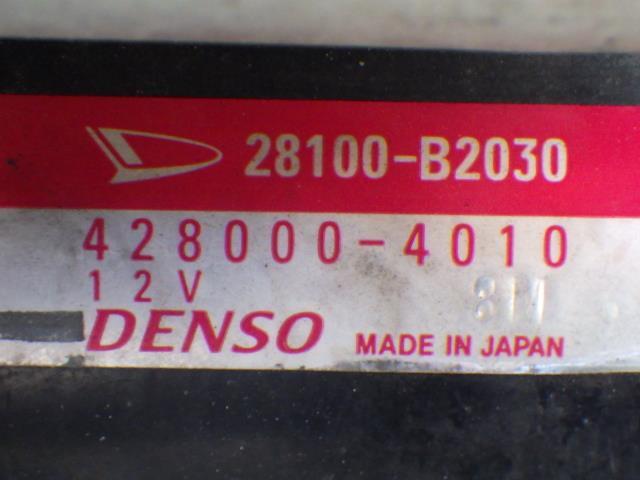 28100-B2030
428000-4010
12V
DENSO
MADE IN JAPAN